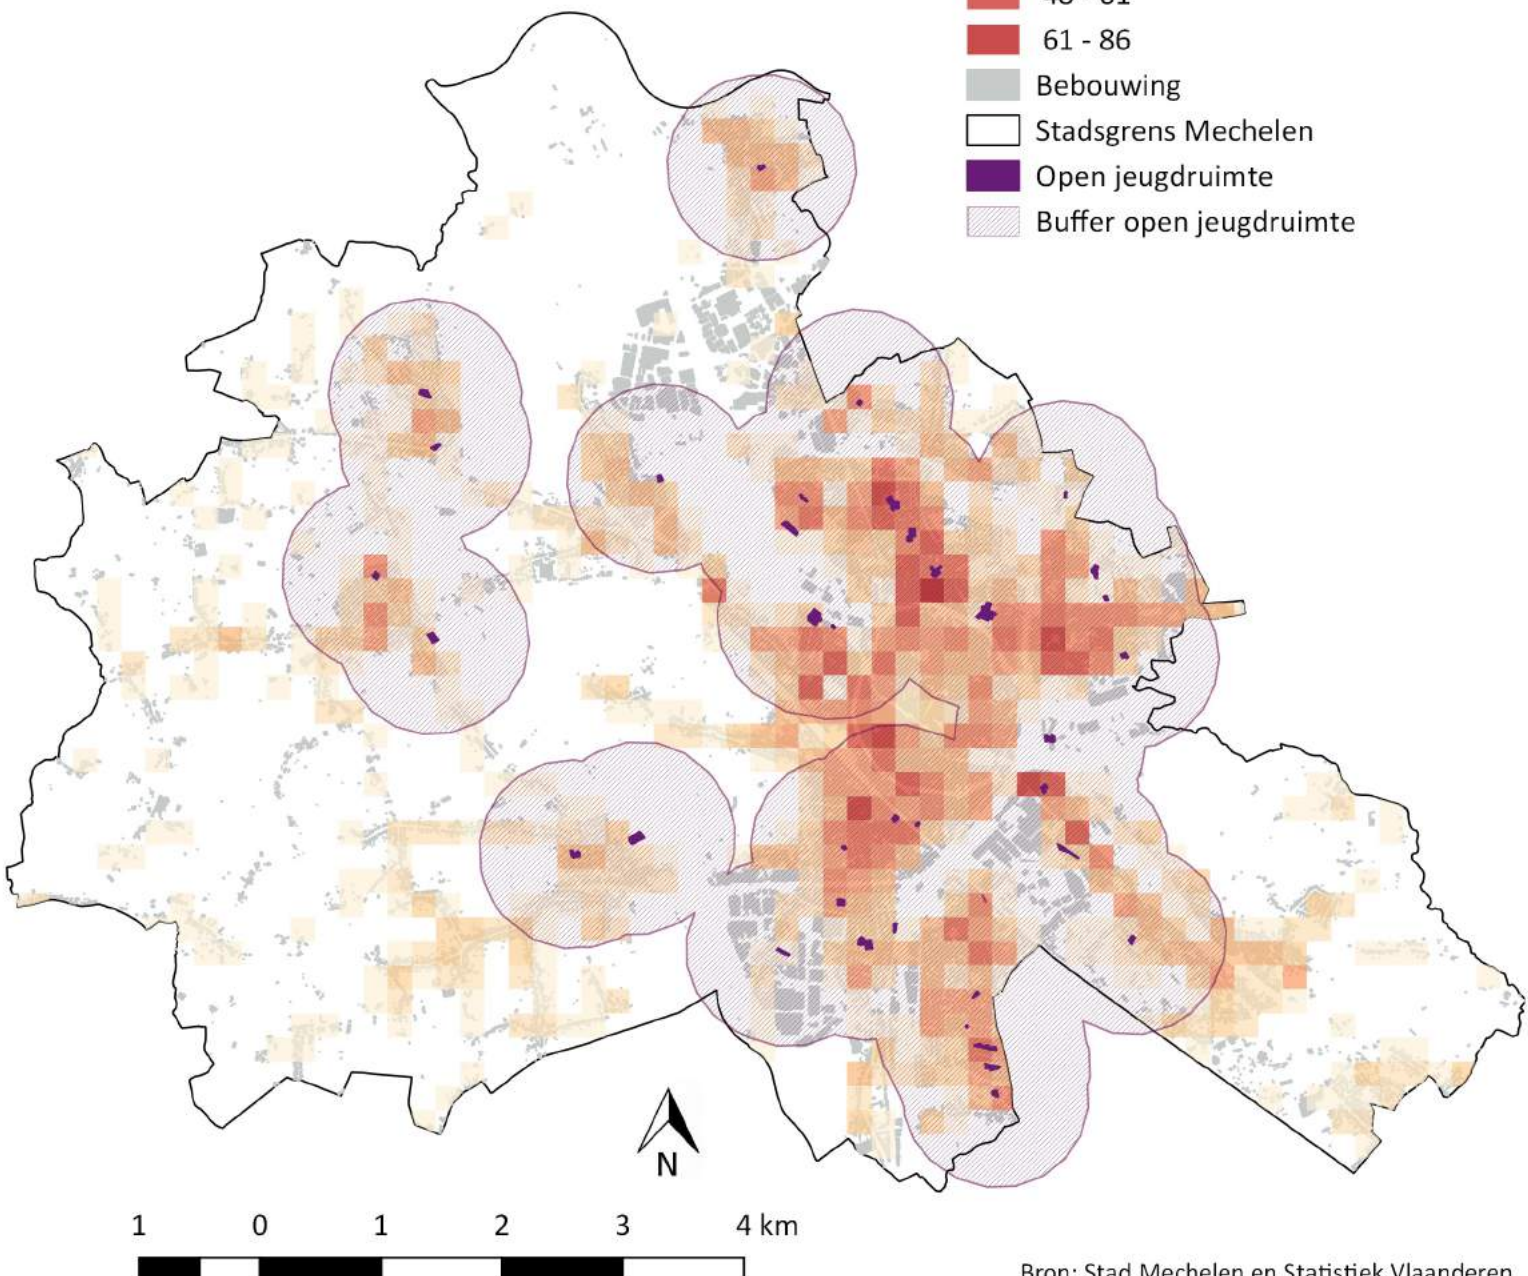 61 - 86
Bebouwing
Stadsgrens Mechelen
Open jeugdruimte
Buffer open jeugdruimte
N
1 0 1 2 3 4 km
Bron: Stad Mechelen en Statistiek Vlaanderen